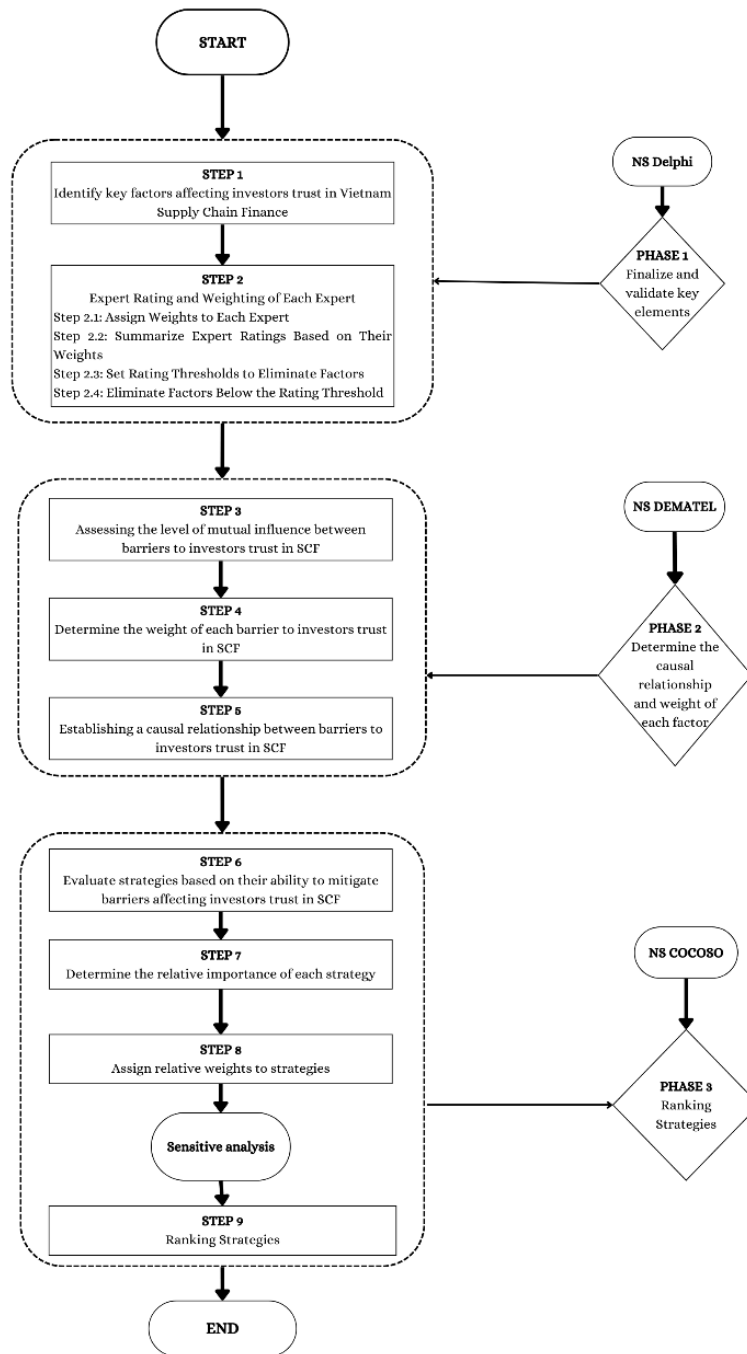 START
STEP 1
Identify key factors affecting investors trust in Vietnam
Supply Chain Finance
NS Delphi
PHASE 1
Finalize and
validate key
elements
STEP 2
Expert Rating and Weighting of Each Expert
Step 2.1: Assign Weights to Each Expert
Step 2.2: Summarize Expert Ratings Based on Their
Weights
Step 2.3: Set Rating Thresholds to Eliminate Factors
Step 2.4: Eliminate Factors Below the Rating Threshold
STEP 3
Assessing the level of mutual influence between
barriers to investors trust in SCF
NS DEMATEL
STEP 4
Determine the weight of each barrier to investors trust
in SCF
PHASE 2
Determine the
causal
relationship
and weight of
each factor
STEP 5
Establishing a causal relationship between barriers to
investors trust in SCF
STEP 6
Evaluate strategies based on their ability to mitigate
barriers affecting investors trust in SCF
STEP 7
Determine the relative importance of each strategy
NS COCOSO
STEP 8
Assign relative weights to strategies
PHASE 3
Ranking
Strategies
Sensitive analysis
STEP 9
Ranking Strategies
END